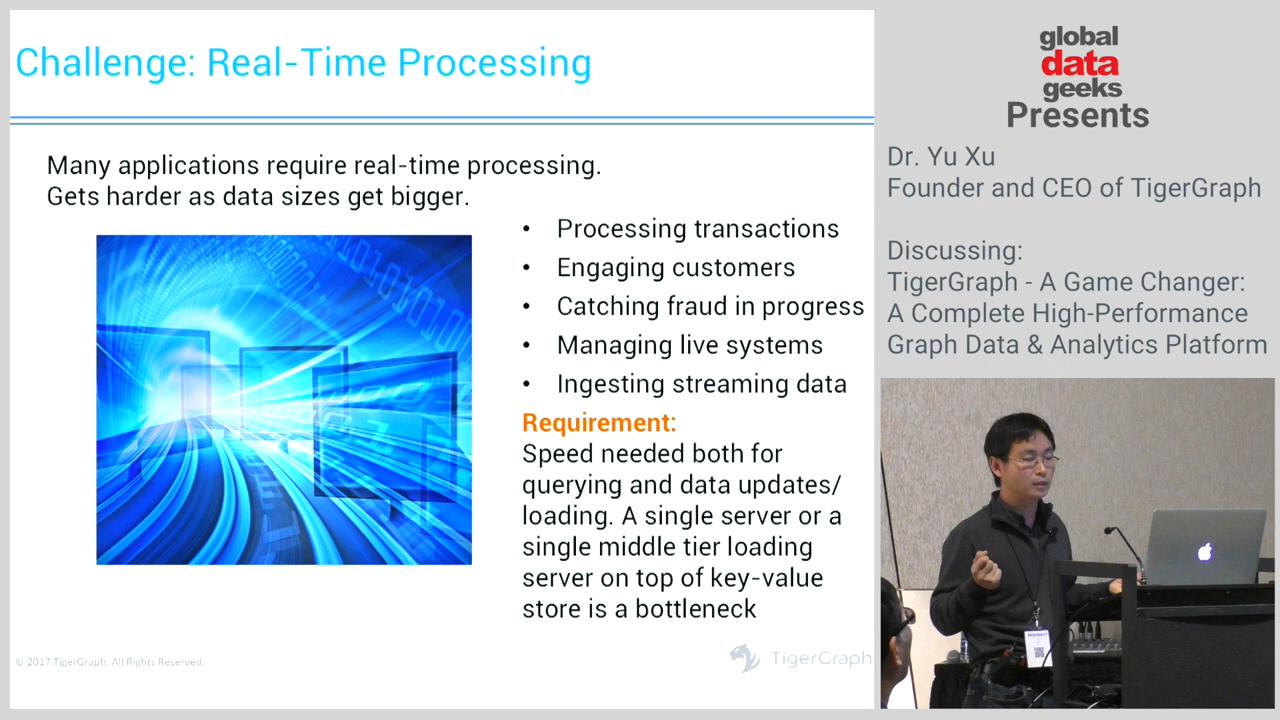 Challenge: Real-Time Processing
Many applications require real-time processing.
Gets harder as data sizes get bigger.
• Processing transactions
• Engaging customers
• Catching fraud in progress
• Managing live systems
• Ingesting streaming data
Requirement:
Speed needed both for
querying and data updates/
loading. A single server or a
single middle tier loading
server on top of key-value
store is a bottleneck
© 2017 TigerGraph. All Rights Reserved
TigerGraph
global
data
geeks
Presents
Dr. Yu Xu
Founder and CEO of TigerGraph
Discussing:
TigerGraph - A Game Changer:
A Complete High-Performance
Graph Data & Analytics Platform